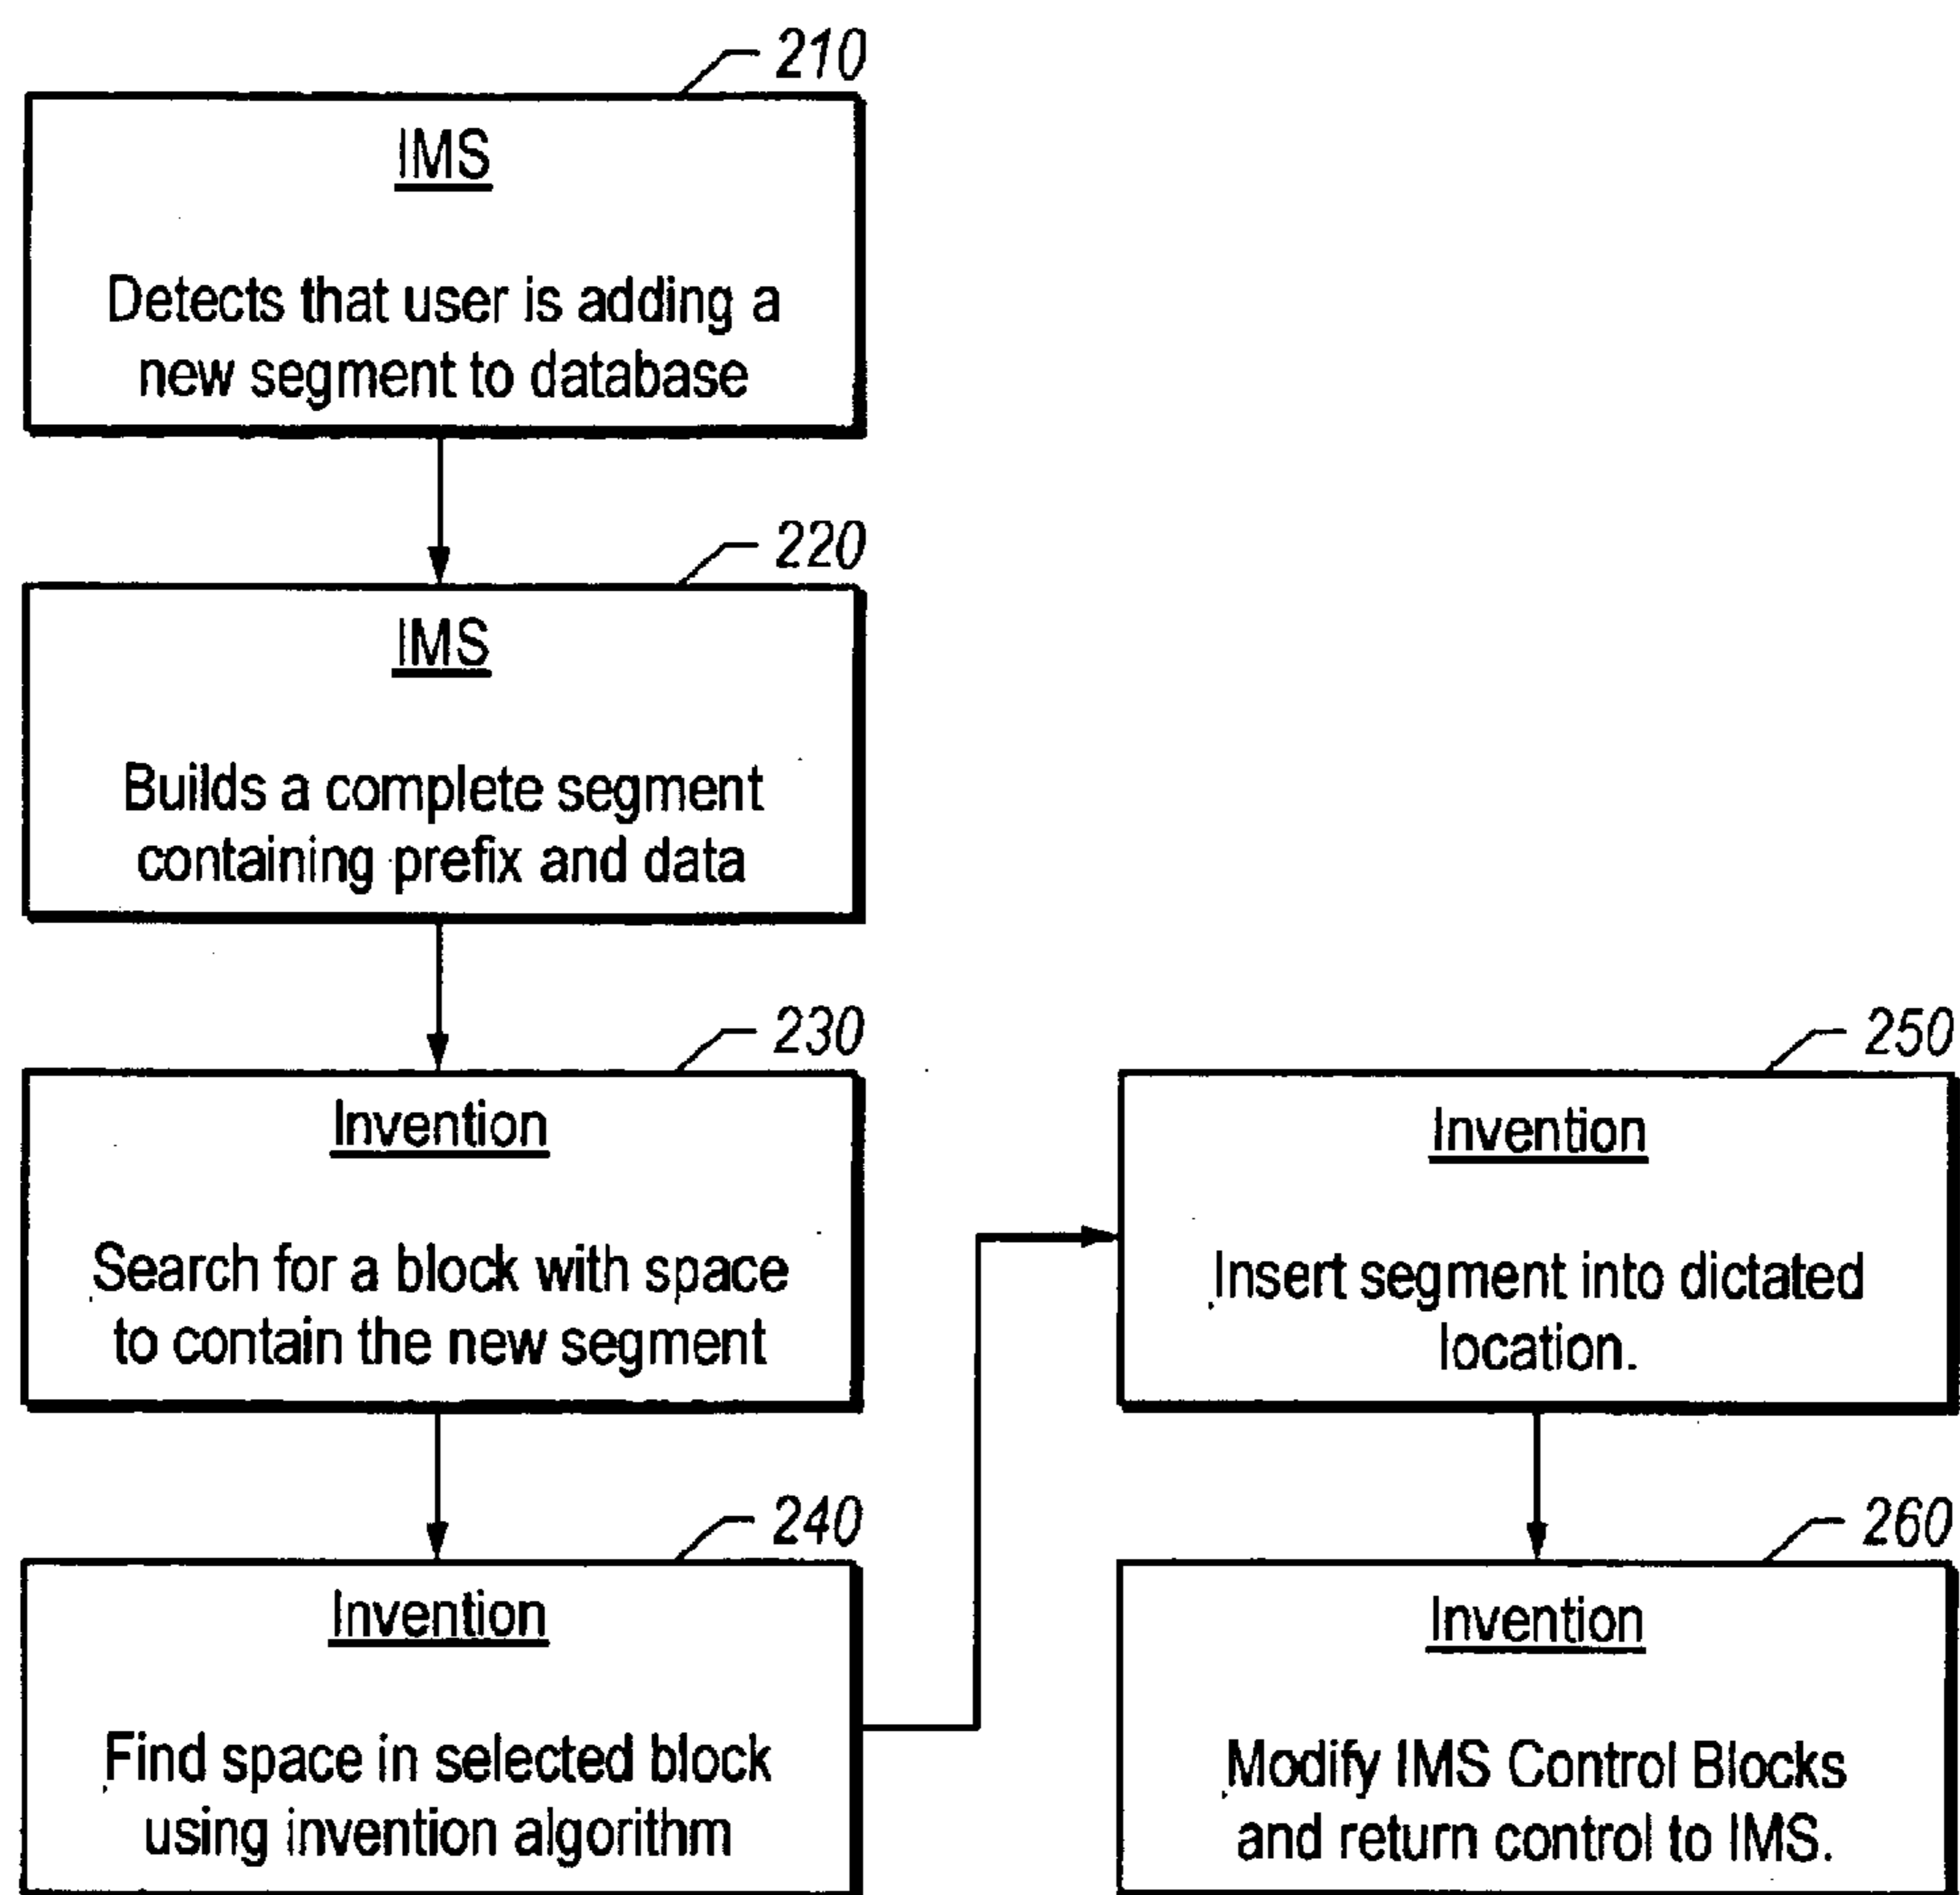 210
IMS
Detects that user is adding a
new segment to database
220
IMS
Builds a complete segment
containing prefix and data
230
Invention
Search for a block with space
to contain the new segment
240
Invention
Find space in selected block
using invention algorithm
250
Invention
Insert segment into dictated
location.
260
Invention
Modify IMS Control Blocks
and return control to IMS.